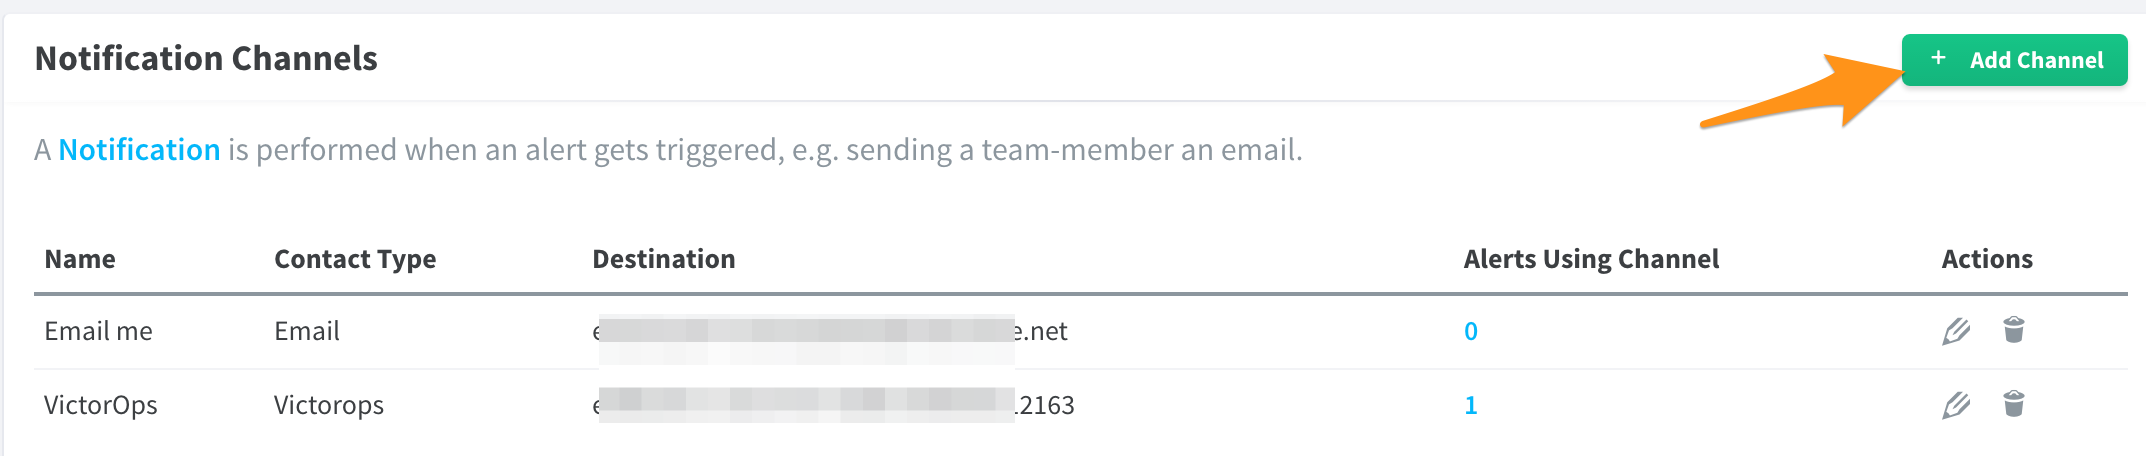 Notification Channels
+ Add Channel
A Notification is performed when an alert gets triggered, e.g. sending a team-member an email.
Name Contact Type Destination Alerts Using Channel Actions
Email me Email e.net 0
VictorOps Victorops 12163 1